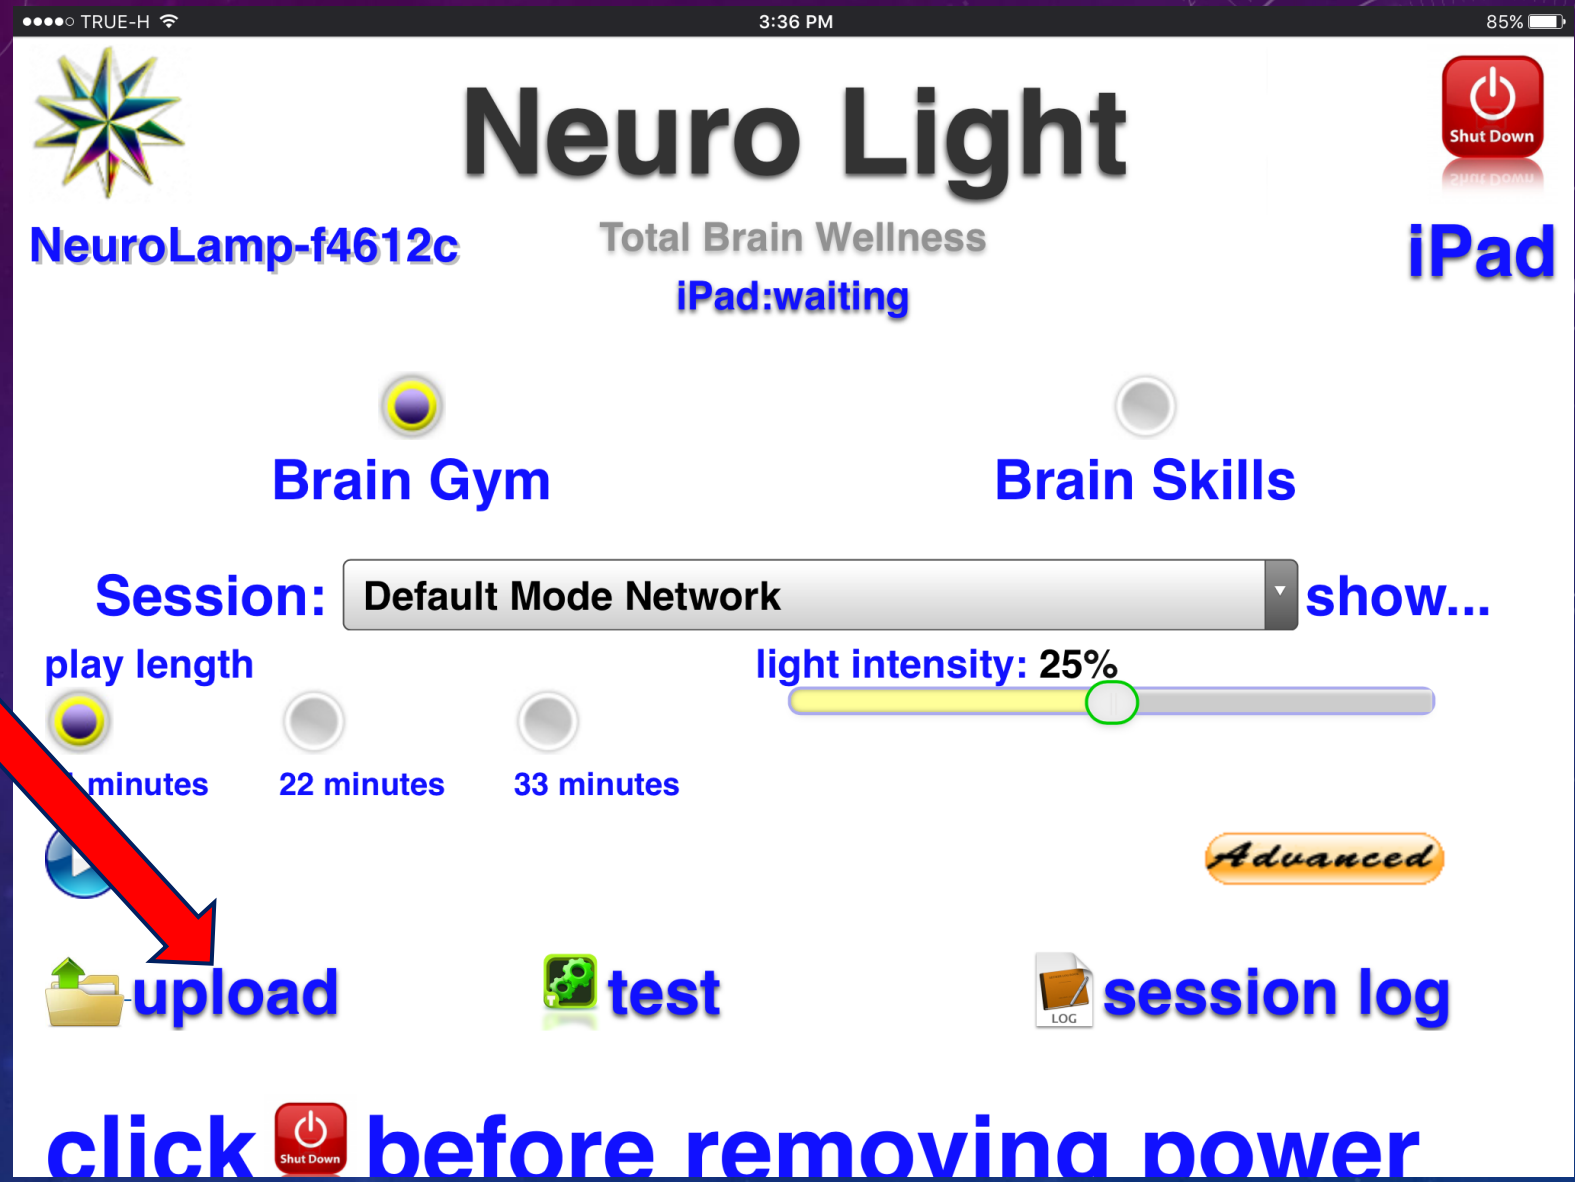 TRUE-H 3:36 PM 85%
Neuro Light
Shut Down
NeuroLamp-f4612c
Total Brain Wellness
iPad
iPad:waiting
Brain Gym
Brain Skills
Session: Default Mode Network show...
play length
light intensity: 25%
minutes
22 minutes
33 minutes
Advanced
upload
test
LOG
session log
click Shut Down before removing power